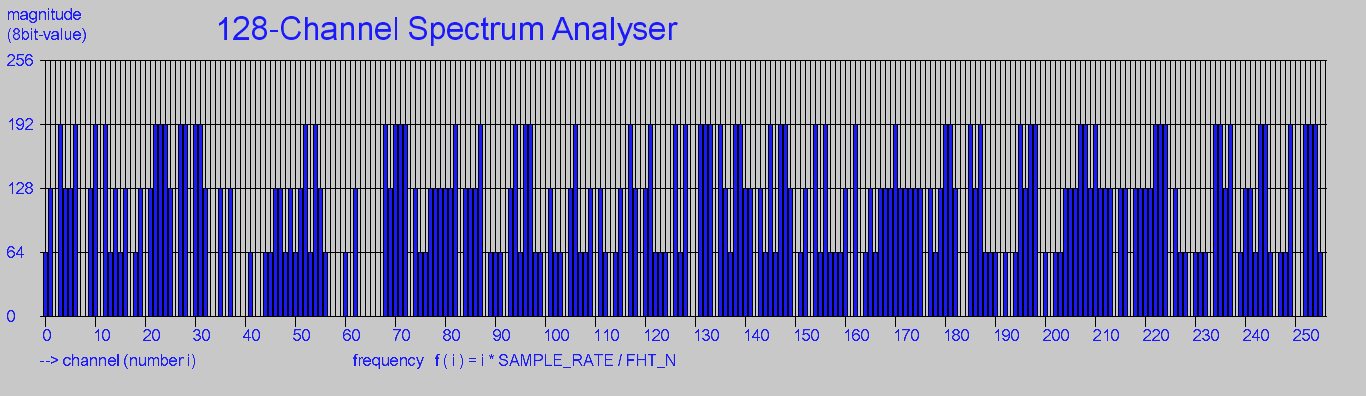 magnitude
(8bit-value)
128-Channel Spectrum Analyser
256
192
128
64
0
0 10 20 30 40 50 60 70 80 90 100 110 120 130 140 150 160 170 180 190 200 210 220 230 240 250
--> channel (number i) frequency f ( i ) = i * SAMPLE_RATE / FHT_N